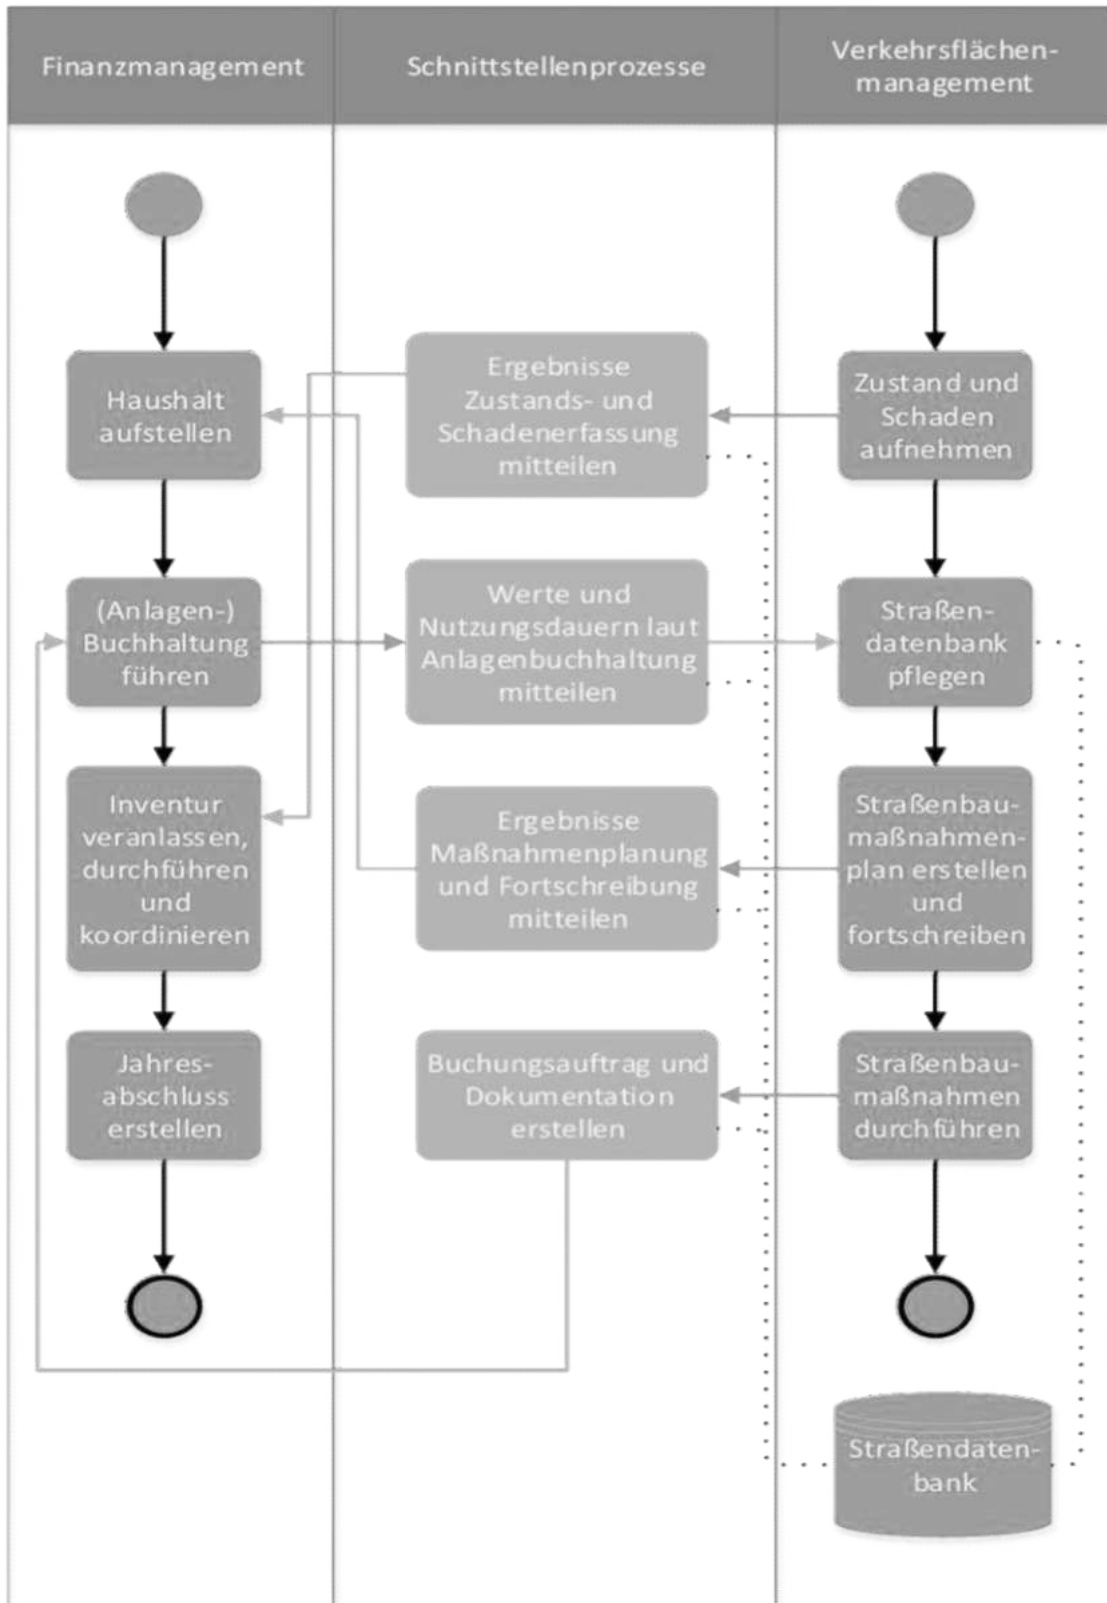 Finanzmanagement
Schnittstellenprozesse
Verkehrsflächen-
management
Haushalt
aufstellen
Ergebnisse
Zustands- und
Schadenerfassung
mitteilen
Zustand und
Schaden
aufnehmen
(Anlagen-)
Buchhaltung
führen
Werte und
Nutzungsdauern laut
Anlagenbuchhaltung
mitteilen
Straßen-
datenbank
pflegen
Inventur
veranlassen,
durchführen
und
koordinieren
Ergebnisse
Maßnahmenplanung
und Fortschreibung
mitteilen
Straßenbau-
maßnahmen-
plan erstellen
und
fortschreiben
Jahres-
abschluss
erstellen
Buchungsauftrag und
Dokumentation
erstellen
Straßenbau-
maßnahmen
durchführen
Straßendaten-
bank